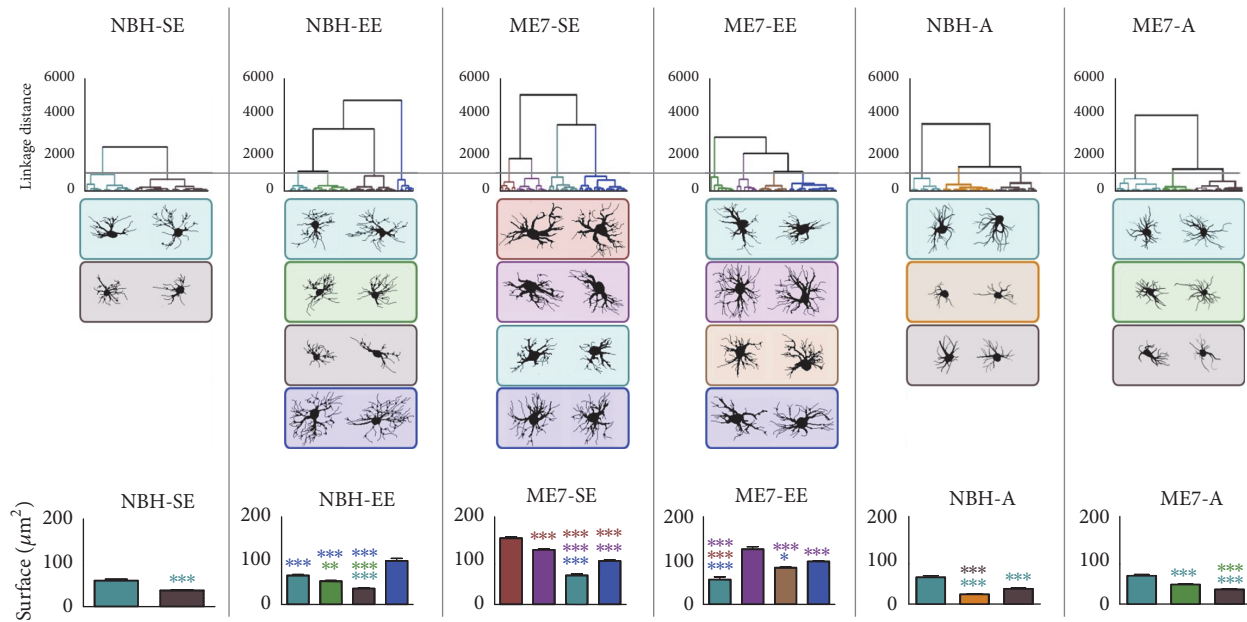 NBH-SE NBH-EE ME7-SE ME7-EE NBH-A ME7-A
Linkage distance
6000 6000 6000 6000 6000 6000
4000 4000 4000 4000 4000 4000
2000 2000 2000 2000 2000 2000
0 0 0 0 0 0
NBH-SE NBH-EE ME7-SE ME7-EE NBH-A ME7-A
Surface (μm²)
200 200 200 200 200 200
100 100 100 100 100 100
0 0 0 0 0 0
***
*** *** ***
** ***
***
*** *** ***
*** ***
***
*** *** ***
*** *
***
*** ***
***
*** ***
***